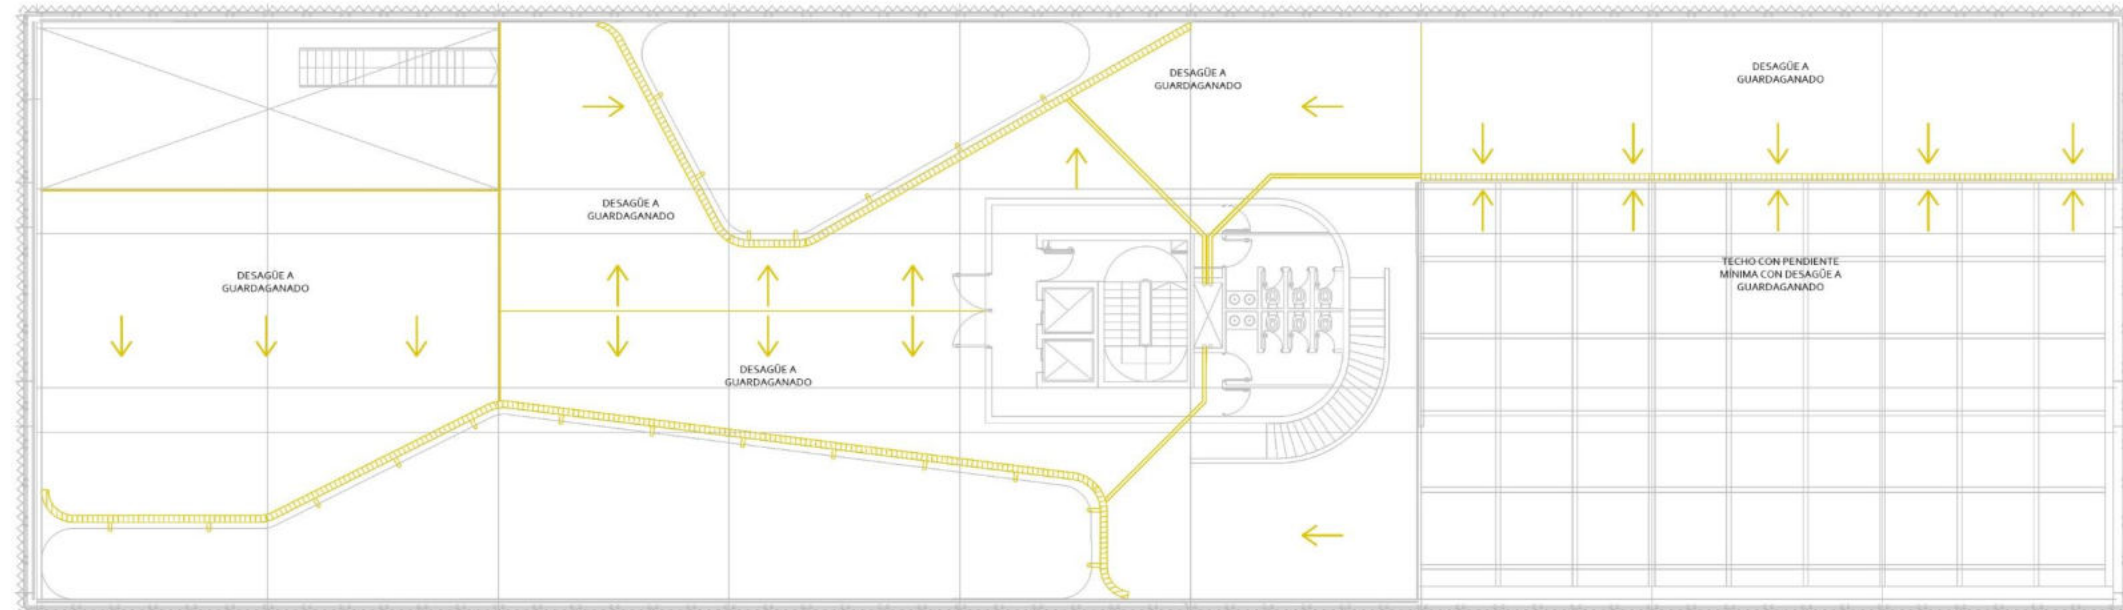 DESAGÜE A
GUARDAGANADO
DESAGÜE A
GUARDAGANADO
DESAGÜE A
GUARDAGANADO
DESAGÜE A
GUARDAGANADO
TECHO CON PENDIENTE
MÍNIMA CON DESAGÜE A
GUARDAGANADO
DESAGÜE A
GUARDAGANADO